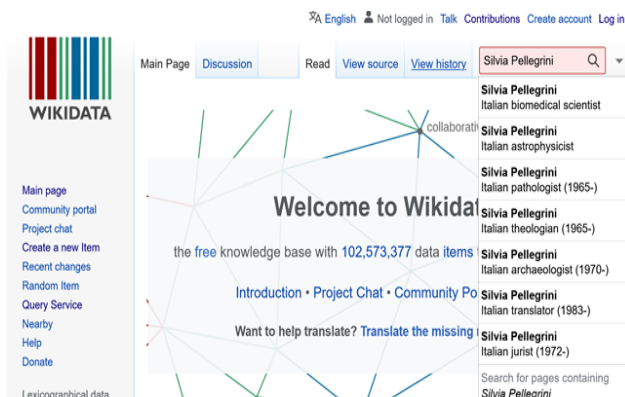 English Not logged in Talk Contributions Create account Log in
WIKIDATA
Main Page Discussion Read View source View history Silvia Pellegrini
Main page
Community portal
Project chat
Create a new Item
Recent changes
Random Item
Query Service
Nearby
Help
Donate
Lexicographical data
collaborativ
Welcome to Wikidat
the free knowledge base with 102,573,377 data items
Introduction • Project Chat • Community Po
Want to help translate? Translate the missing
Silvia Pellegrini
Italian biomedical scientist
Silvia Pellegrini
Italian astrophysicist
Silvia Pellegrini
Italian pathologist (1965-)
Silvia Pellegrini
Italian theologian (1965-)
Silvia Pellegrini
Italian archaeologist (1970-)
Silvia Pellegrini
Italian translator (1983-)
Silvia Pellegrini
Italian jurist (1972-)
Search for pages containing
Silvia Pellegrini